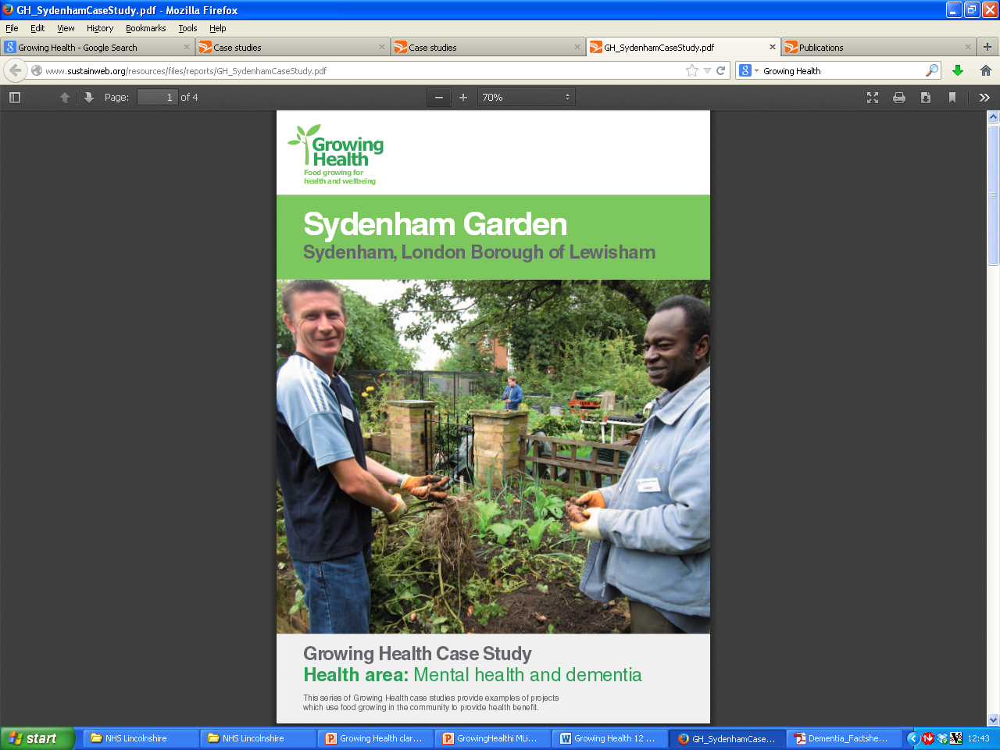 GH_SydenhamCaseStudy.pdf - Mozilla Firefox
File Edit View History Bookmarks Tools Help
Growing Health - Google Search
Case studies
Case studies
GH_SydenhamCaseStudy.pdf
Publications
www.sustainweb.org/resources/files/reports/GH_SydenhamCaseStudy.pdf
Growing Health
Page: 1 of 4
70%
Growing
Health
Food growing for
health and wellbeing
Sydenham Garden
Sydenham, London Borough of Lewisham
Growing Health Case Study
Health area: Mental health and dementia
This series of Growing Health case studies provide examples of projects
which use food growing in the community to provide health benefit.
start
NHS Lincolnshire
NHS Lincolnshire
Growing Health clar...
GrowingHealthi MLi...
Growing Health 12 ...
GH_SydenhamCase...
Dementia_Factshe...
12:43